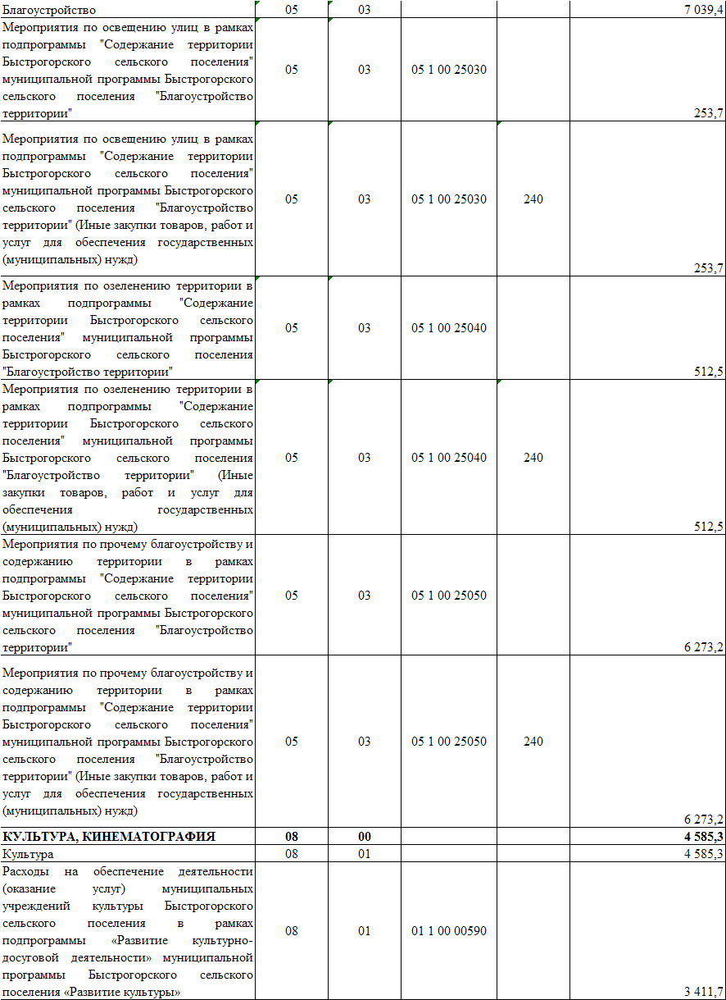 Благоустройство 05 03 7 039,4
Мероприятия по освещению улиц в рамках
подпрограммы "Содержание территории
Быстрогорского сельского поселения"
муниципальной программы Быстрогорского
сельского поселения "Благоустройство
территории"
05 03 05 1 00 25030
253,7
Мероприятия по освещению улиц в рамках
подпрограммы "Содержание территории
Быстрогорского сельского поселения"
муниципальной программы Быстрогорского
сельского поселения "Благоустройство
территории" (Иные закупки товаров, работ и
услуг для обеспечения государственных
(муниципальных) нужд)
05 03 05 1 00 25030 240
253,7
Мероприятия по озеленению территории в
рамках подпрограммы "Содержание
территории Быстрогорского сельского
поселения" муниципальной программы
Быстрогорского сельского поселения
"Благоустройство территории"
05 03 05 1 00 25040
512,5
Мероприятия по озеленению территории в
рамках подпрограммы "Содержание
территории Быстрогорского сельского
поселения" муниципальной программы
Быстрогорского сельского поселения
"Благоустройство территории" (Иные
закупки товаров, работ и услуг для
обеспечения государственных
(муниципальных) нужд)
05 03 05 1 00 25040 240
512,5
Мероприятия по прочему благоустройству и
содержанию территории в рамках
подпрограммы "Содержание территории
Быстрогорского сельского поселения"
муниципальной программы Быстрогорского
сельского поселения "Благоустройство
территории"
05 03 05 1 00 25050
6 273,2
Мероприятия по прочему благоустройству и
содержанию территории в рамках
подпрограммы "Содержание территории
Быстрогорского сельского поселения"
муниципальной программы Быстрогорского
сельского поселения "Благоустройство
территории" (Иные закупки товаров, работ и
услуг для обеспечения государственных
(муниципальных) нужд)
05 03 05 1 00 25050 240
6 273,2
КУЛЬТУРА, КИНЕМАТОГРАФИЯ 08 00 4 585,3
Культура 08 01 4 585,3
Расходы на обеспечение деятельности
(оказание услуг) муниципальных
учреждений культуры Быстрогорского
сельского поселения в рамках
подпрограммы «Развитие культурно-
досуговой деятельности» муниципальной
программы Быстрогорского сельского
поселения «Развитие культуры»
08 01 01 1 00 00590
3 411,7